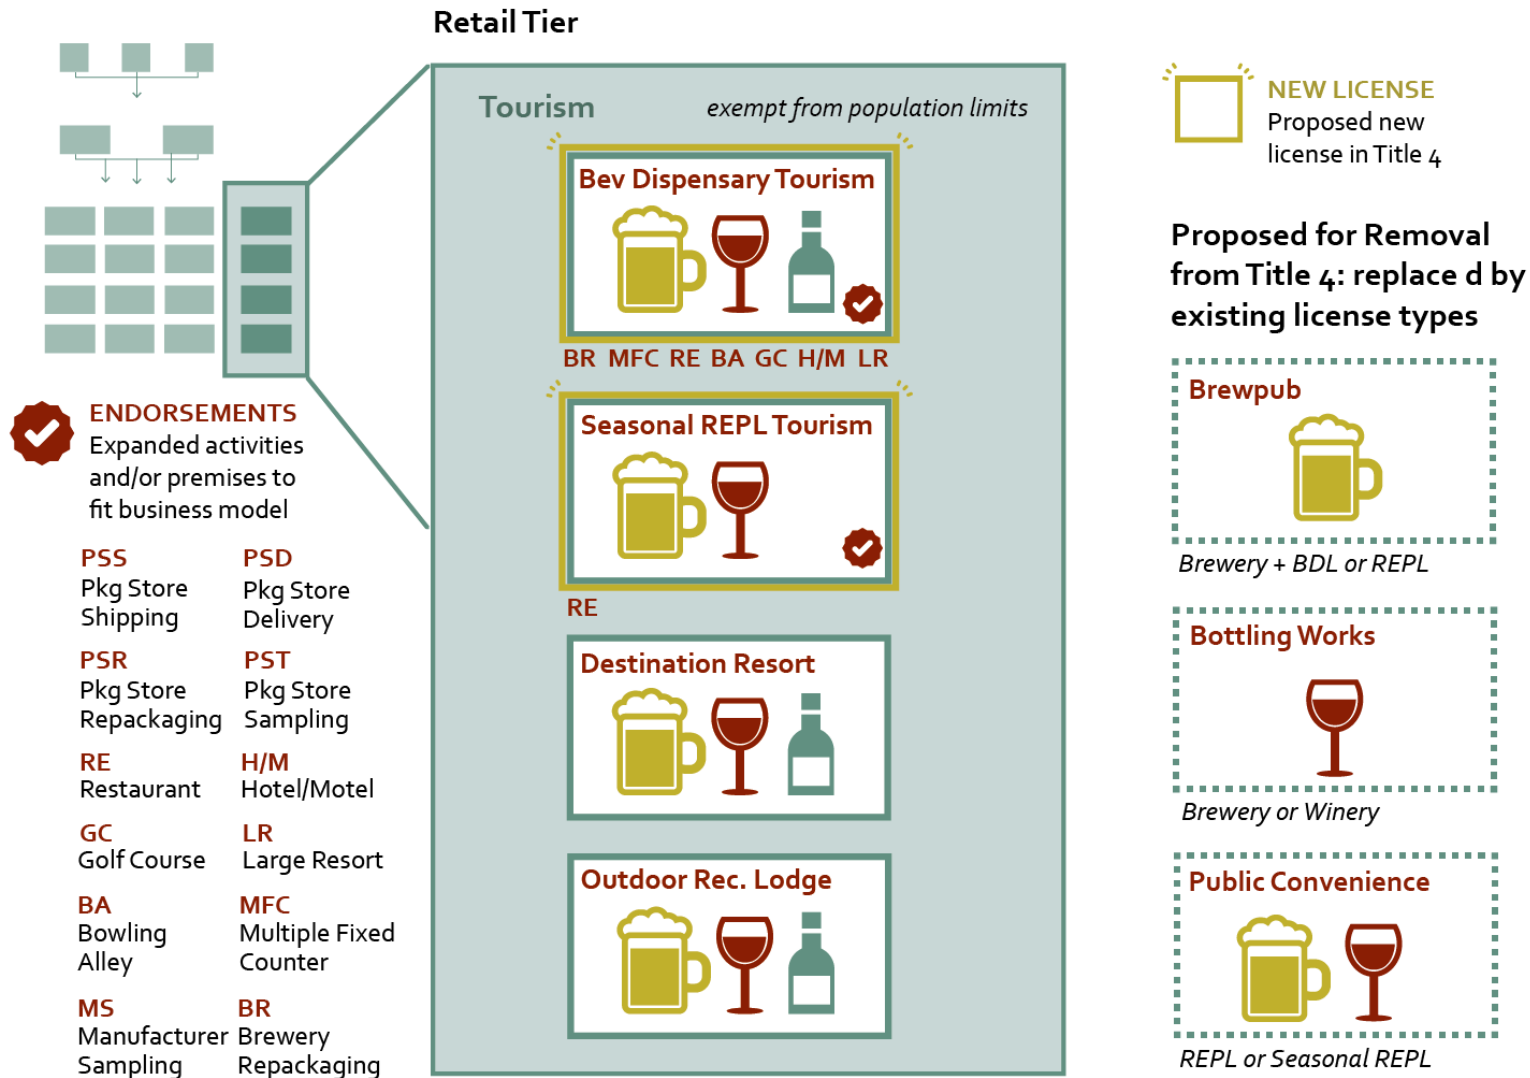 Retail Tier
Tourism
exempt from population limits
Bev Dispensary Tourism
BR MFC RE BA GC H/M LR
Seasonal REPL Tourism
RE
Destination Resort
Outdoor Rec. Lodge
ENDORSEMENTS
Expanded activities
and/or premises to
fit business model
PSS
Pkg Store
Shipping
PSD
Pkg Store
Delivery
PSR
Pkg Store
Repackaging
PST
Pkg Store
Sampling
RE
Restaurant
H/M
Hotel/Motel
GC
Golf Course
LR
Large Resort
BA
Bowling
Alley
MFC
Multiple Fixed
Counter
MS
Manufacturer
Sampling
BR
Brewery
Repackaging
NEW LICENSE
Proposed new
license in Title 4
Proposed for Removal
from Title 4: replace d by
existing license types
Brewpub
Brewery + BDL or REPL
Bottling Works
Brewery or Winery
Public Convenience
REPL or Seasonal REPL